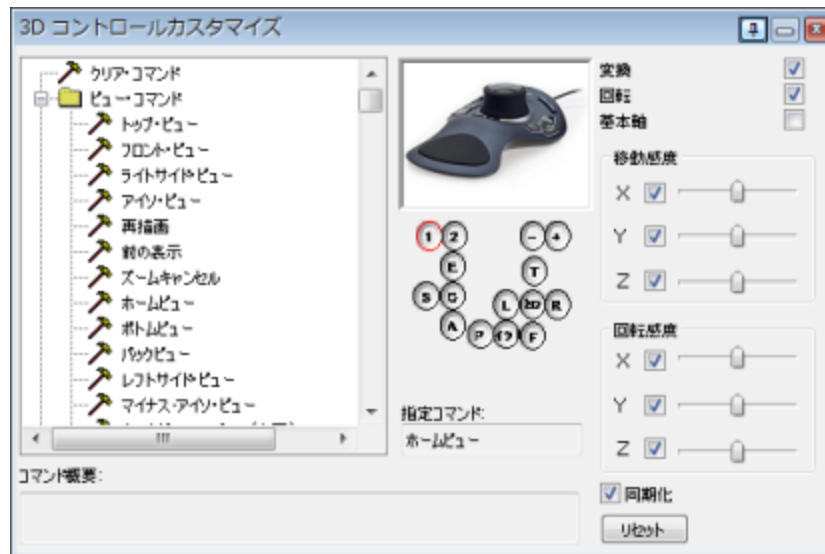 3D コントロールカスタマイズ
クリア・コマンド
ビュー・コマンド
トップ・ビュー
フロント・ビュー
ライトサイド・ビュー
アイソ・ビュー
再描画
前の表示
ズームキャンセル
ホームビュー
ボトムビュー
バックビュー
レフトサイド・ビュー
マイナス・アイソ・ビュー
コマンド概要:
1 2 - +
E T
S G L R
A P F
指定コマンド:
ホームビュー
変換
回転
基本軸
移動感度
X
Y
Z
回転感度
X
Y
Z
同期化
リセット